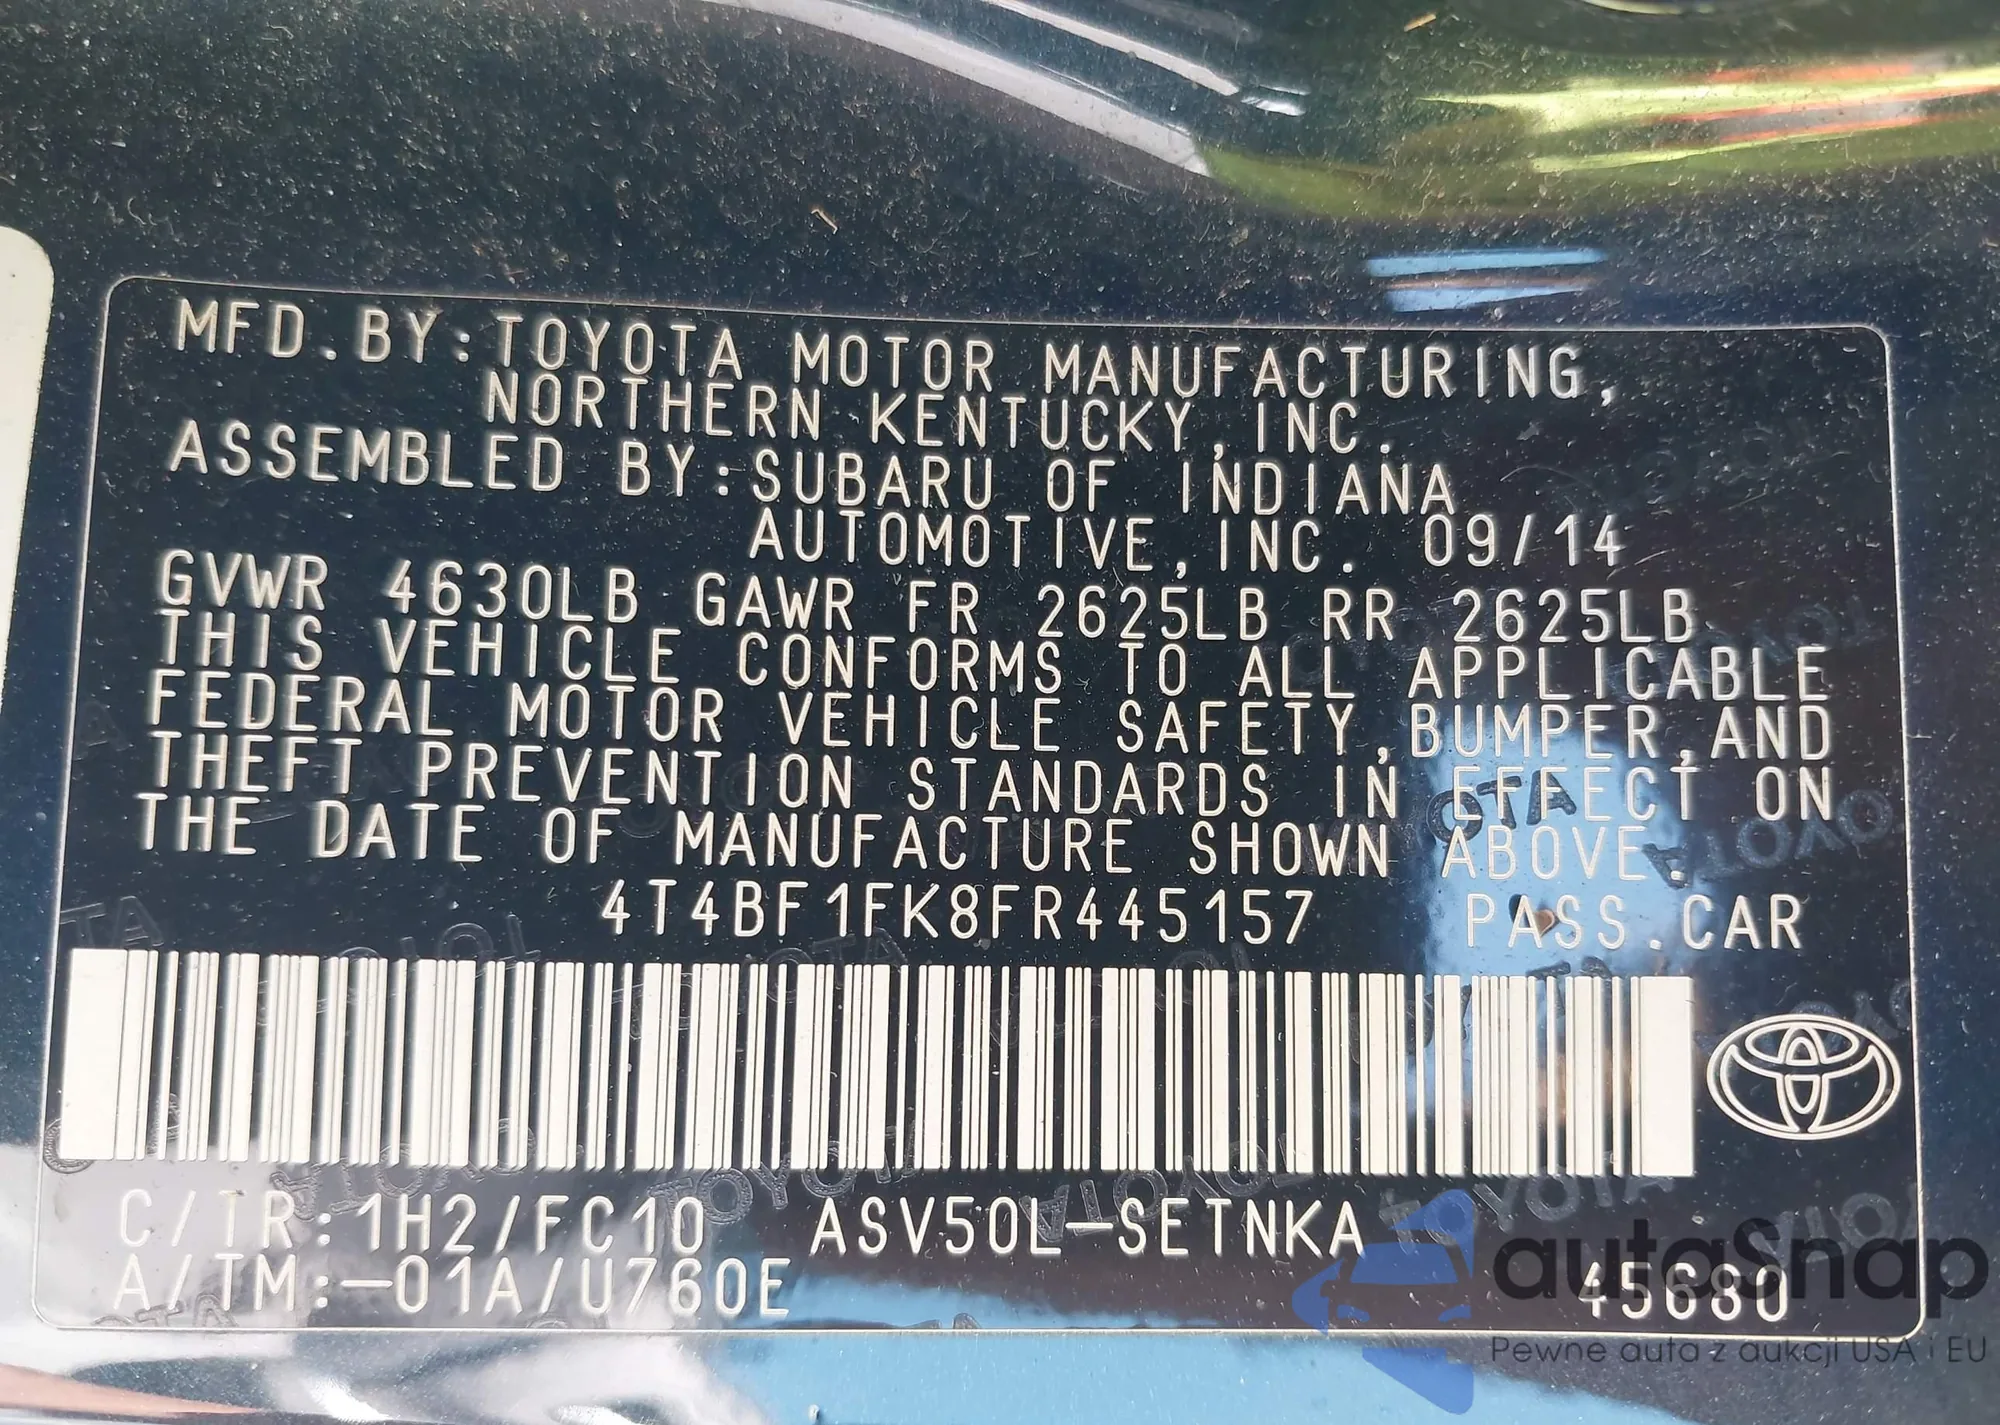 MFD.BY:TOYOTA MOTOR MANUFACTURING,
NORTHERN KENTUCKY,INC.
ASSEMBLED BY:SUBARU OF INDIANA
AUTOMOTIVE,INC. 09/14
GVWR 4630LB GAWR FR 2625LB RR 2625LB
THIS VEHICLE CONFORMS TO ALL APPLICABLE
FEDERAL MOTOR VEHICLE SAFETY,BUMPER,AND
THEFT PREVENTION STANDARDS IN EFFECT ON
THE DATE OF MANUFACTURE SHOWN ABOVE.
4T4BF1FK8FR445157 PASS.CAR
C/TR:1H2/FC10 ASV50L-SETNKA
A/TM:-01A/U760E 45680
autaSnap
Pewne auta z aukcji USA i EU